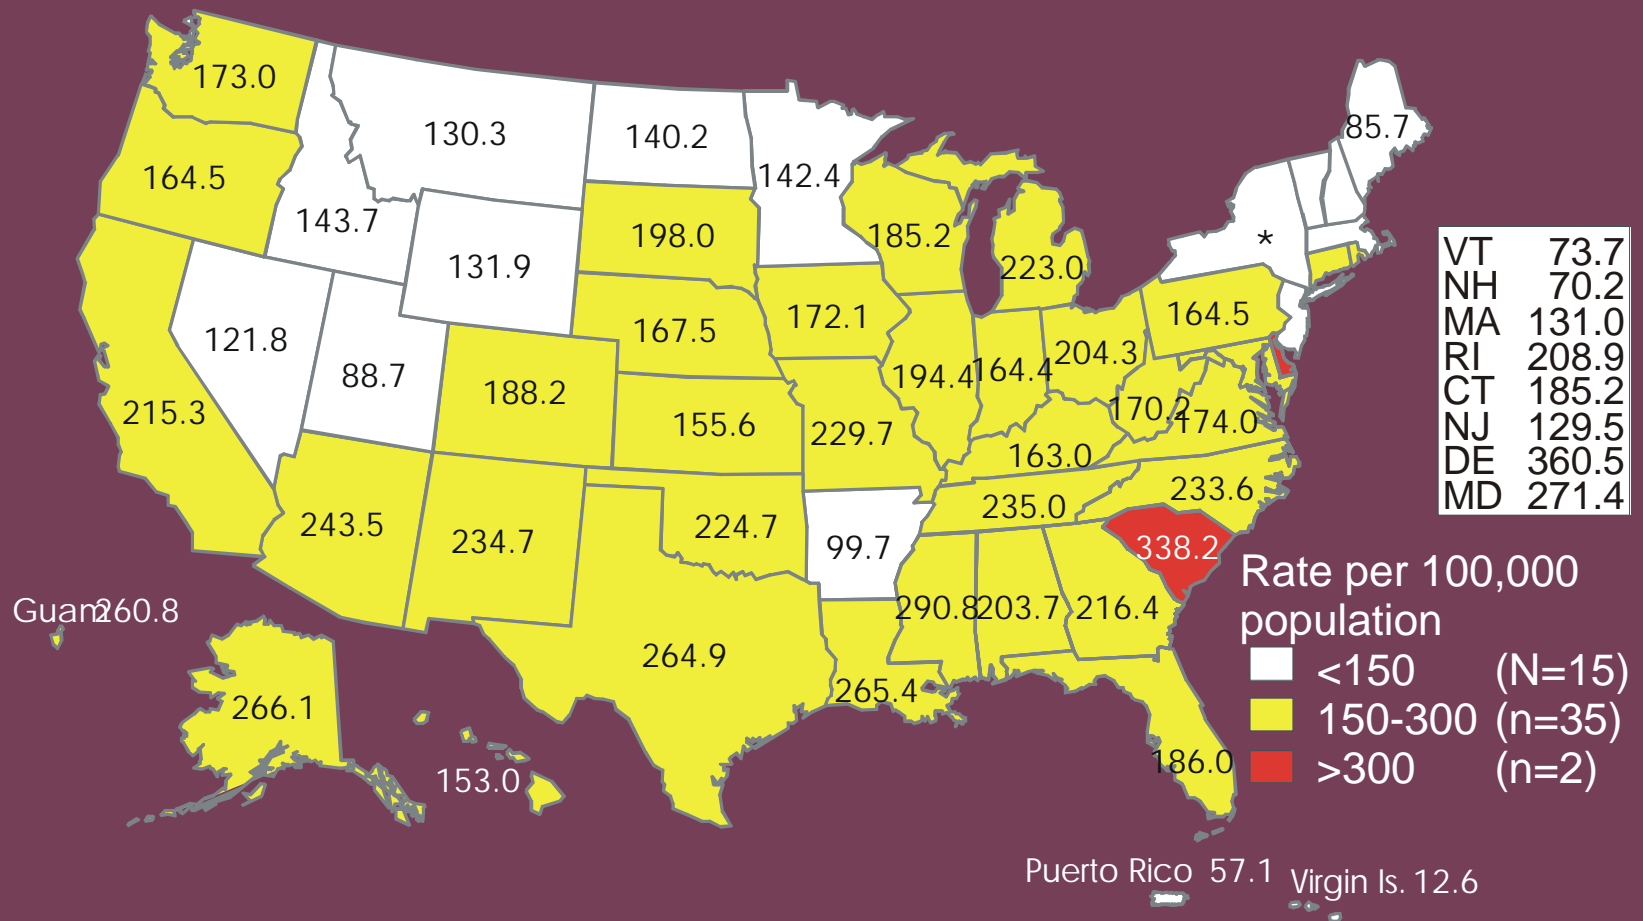 173.0
130.3
140.2
85.7
164.5
142.4
143.7
198.0
185.2
*
131.9
223.0
VT 73.7
NH 70.2
MA 131.0
RI 208.9
CT 185.2
NJ 129.5
DE 360.5
MD 271.4
121.8
167.5
172.1
164.5
88.7
188.2
194.4
164.4
204.3
215.3
155.6
229.7
170.2
174.0
163.0
243.5
234.7
224.7
235.0
233.6
99.7
338.2
Guam 260.8
290.8
203.7
216.4
264.9
265.4
266.1
153.0
186.0
Rate per 100,000
population
<150 (N=15)
150-300 (n=35)
>300 (n=2)
Puerto Rico 57.1
Virgin Is. 12.6